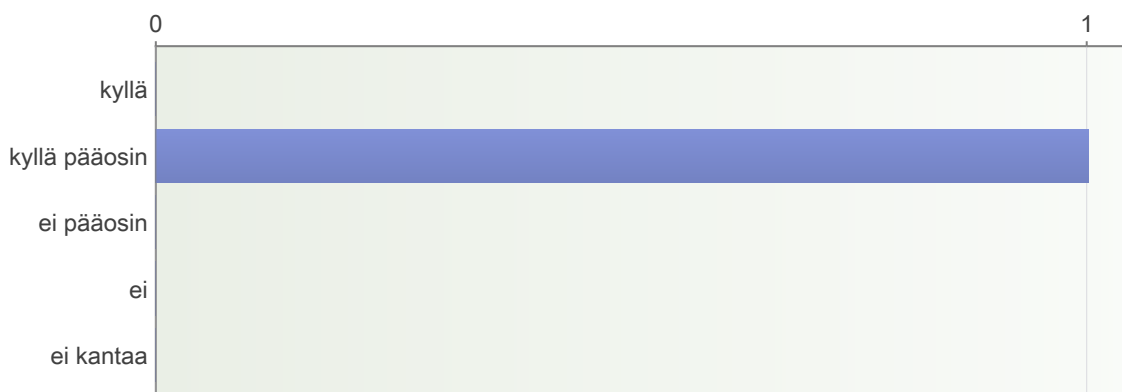 0 1
kyllä
kyllä pääosin
ei pääosin
ei
ei kantaa